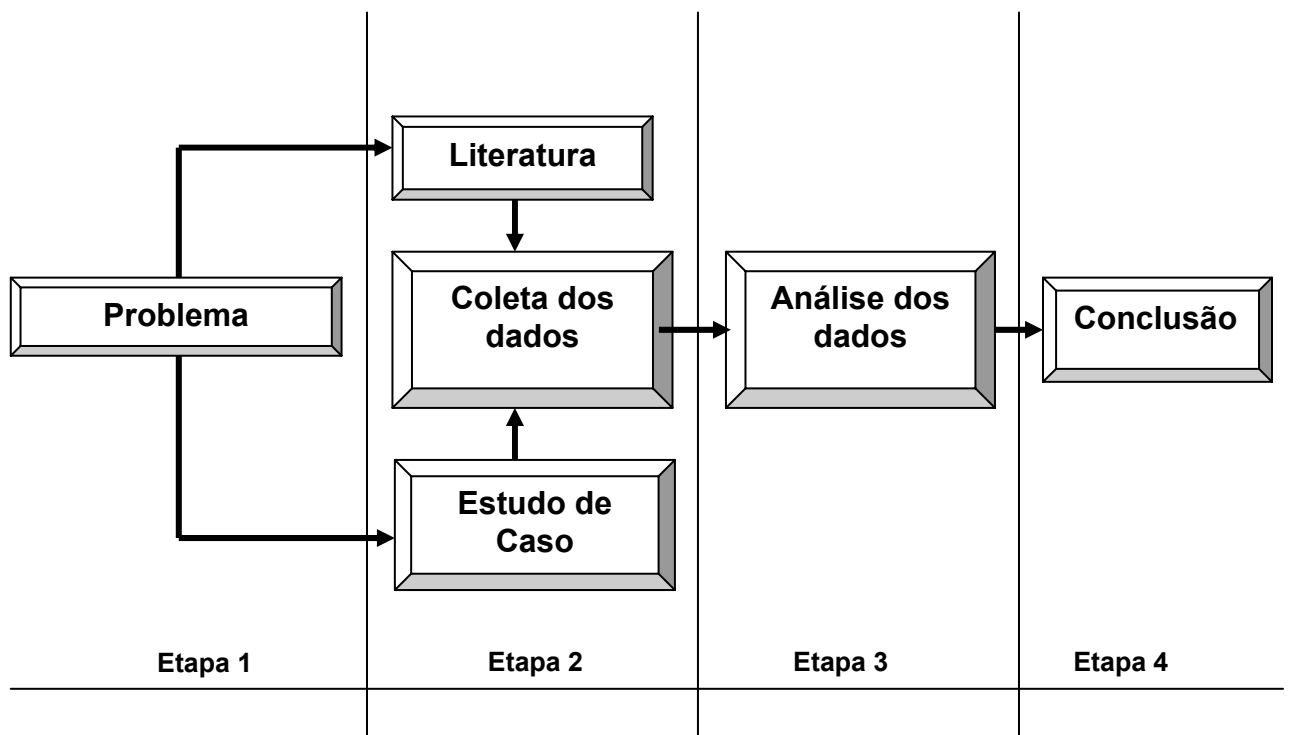 Literatura
Problema
Coleta dos
dados
Análise dos
dados
Conclusão
Estudo de
Caso
Etapa 1
Etapa 2
Etapa 3
Etapa 4